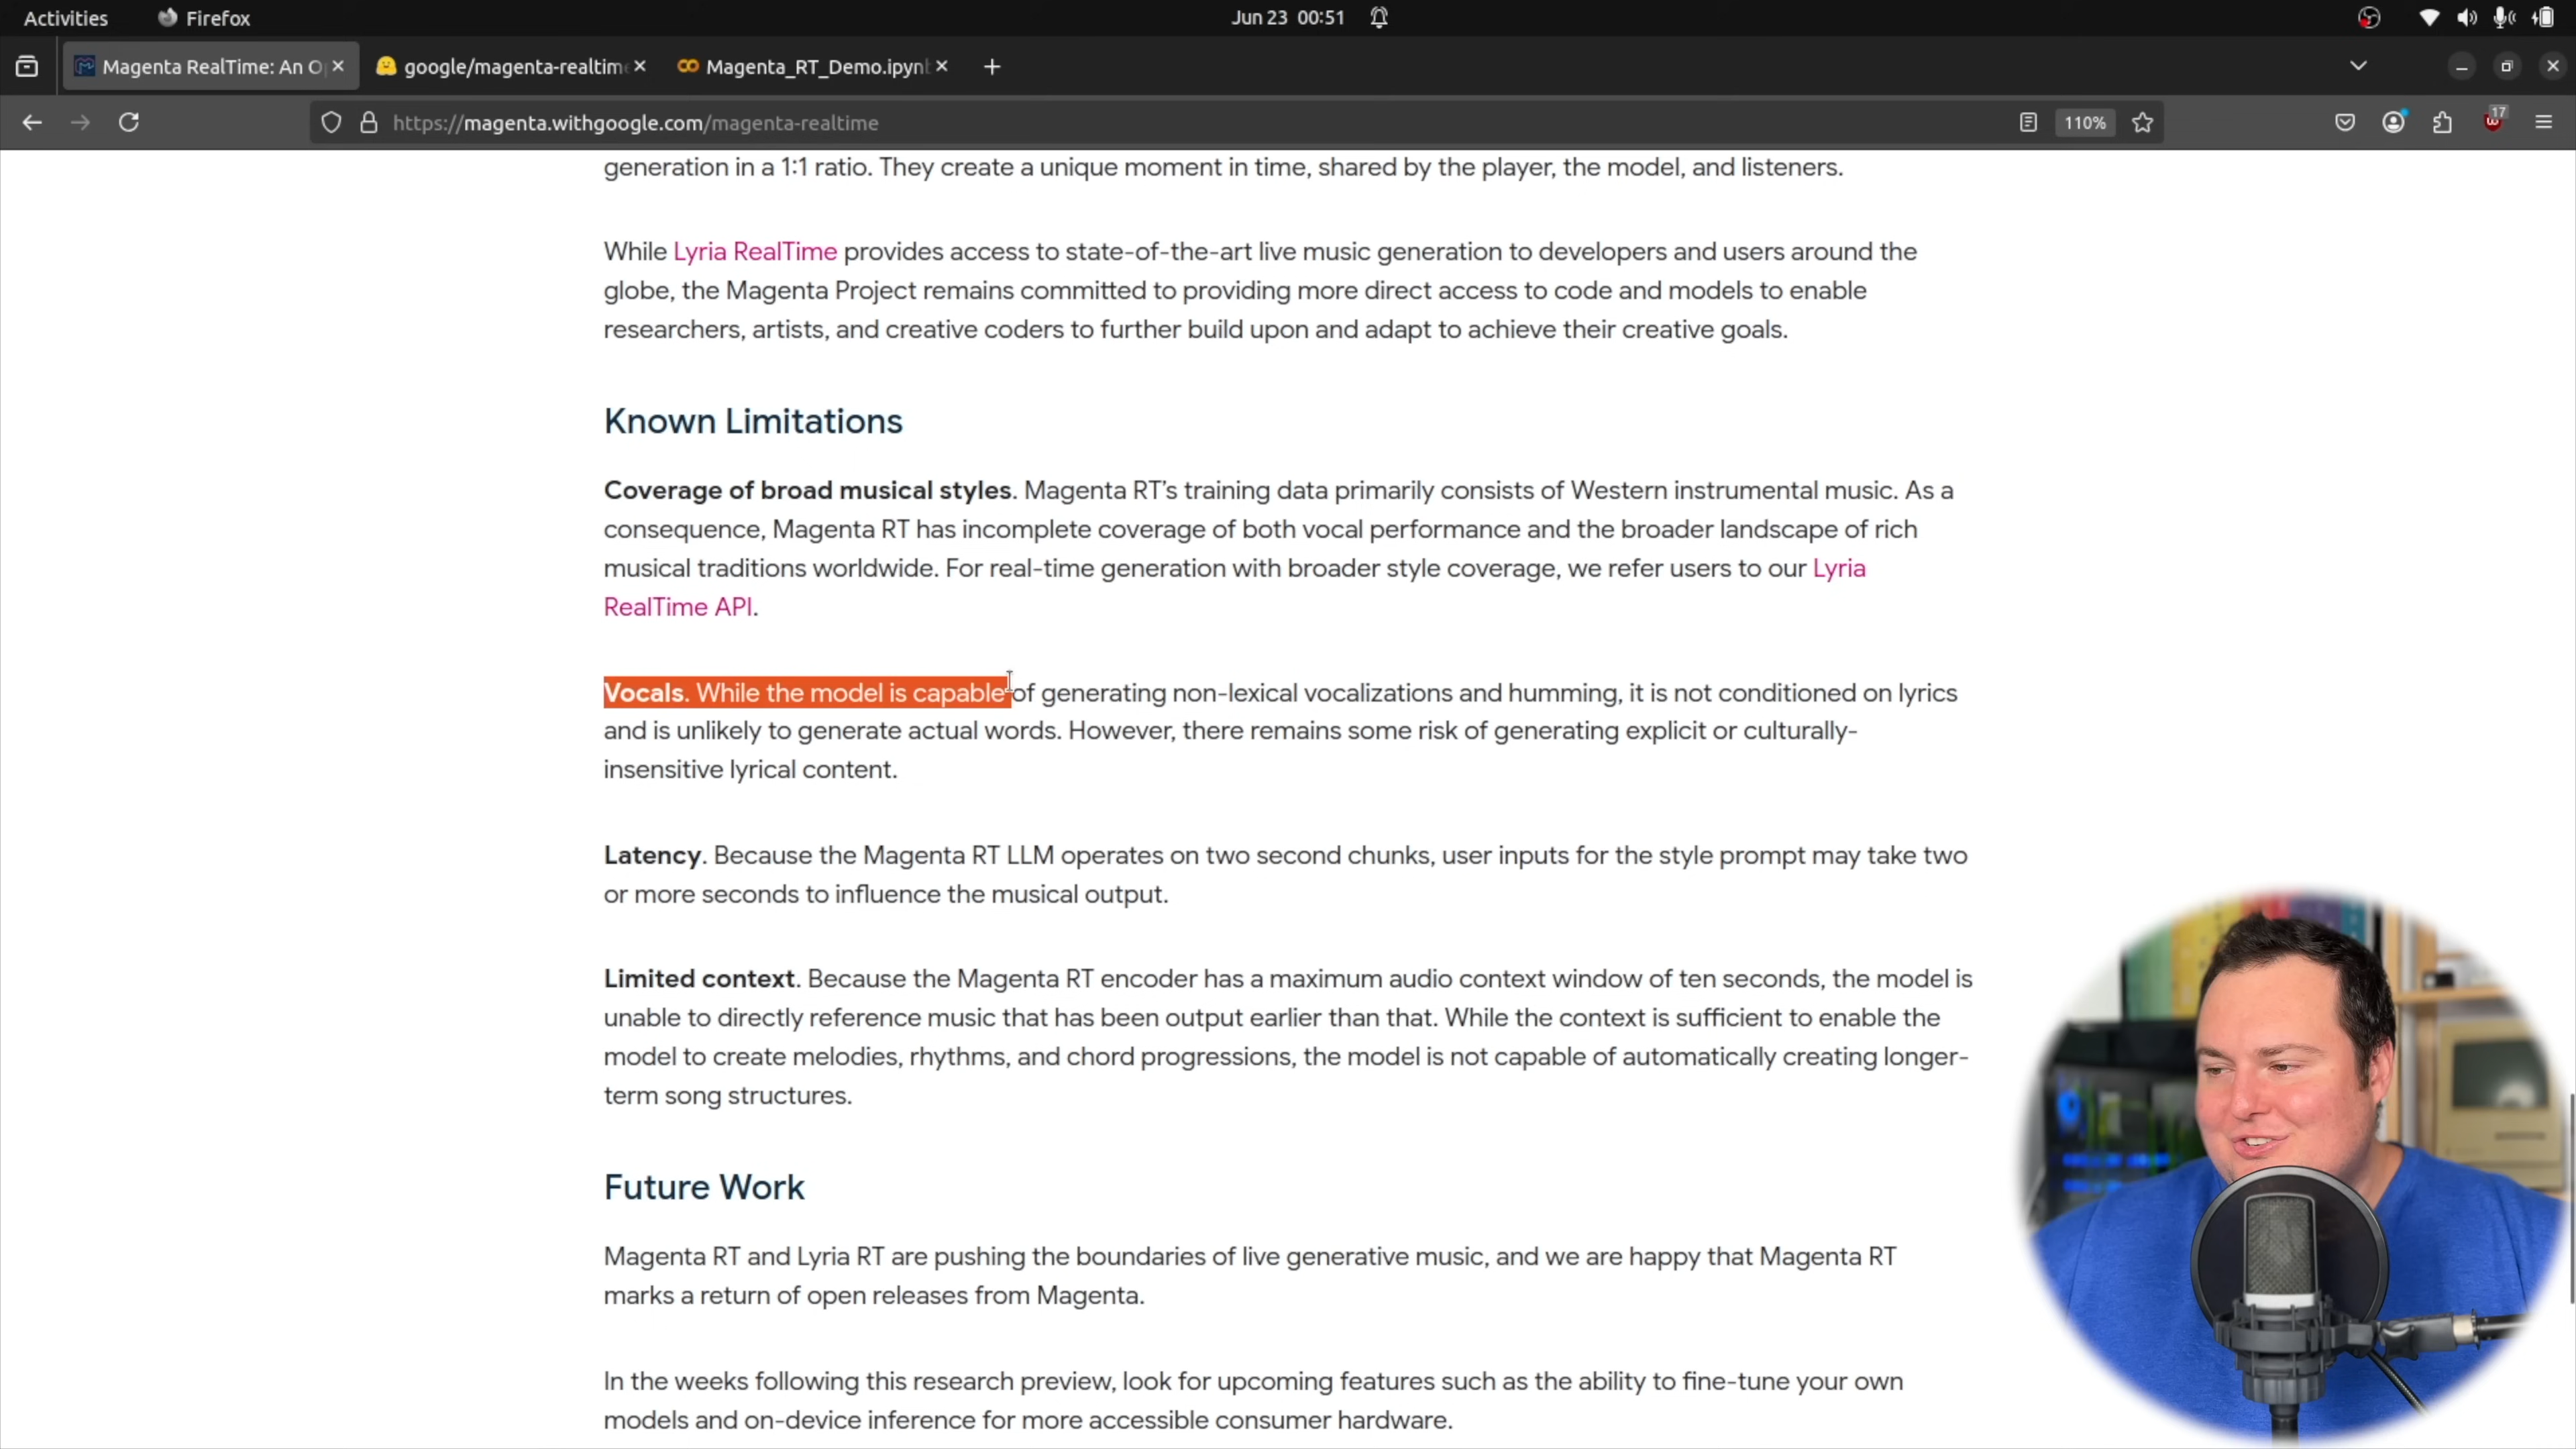 Activities Firefox Jun 23 00:51
Magenta RealTime: An Op google/magenta-realtime Magenta_RT_Demo.ipynb
https://magenta.withgoogle.com/magenta-realtime 110% 17
generation in a 1:1 ratio. They create a unique moment in time, shared by the player, the model, and listeners.
While Lyria RealTime provides access to state-of-the-art live music generation to developers and users around the
globe, the Magenta Project remains committed to providing more direct access to code and models to enable
researchers, artists, and creative coders to further build upon and adapt to achieve their creative goals.
Known Limitations
Coverage of broad musical styles. Magenta RT’s training data primarily consists of Western instrumental music. As a
consequence, Magenta RT has incomplete coverage of both vocal performance and the broader landscape of rich
musical traditions worldwide. For real-time generation with broader style coverage, we refer users to our Lyria
RealTime API.
Vocals. While the model is capable of generating non-lexical vocalizations and humming, it is not conditioned on lyrics
and is unlikely to generate actual words. However, there remains some risk of generating explicit or culturally-
insensitive lyrical content.
Latency. Because the Magenta RT LLM operates on two second chunks, user inputs for the style prompt may take two
or more seconds to influence the musical output.
Limited context. Because the Magenta RT encoder has a maximum audio context window of ten seconds, the model is
unable to directly reference music that has been output earlier than that. While the context is sufficient to enable the
model to create melodies, rhythms, and chord progressions, the model is not capable of automatically creating longer-
term song structures.
Future Work
Magenta RT and Lyria RT are pushing the boundaries of live generative music, and we are happy that Magenta RT
marks a return of open releases from Magenta.
In the weeks following this research preview, look for upcoming features such as the ability to fine-tune your own
models and on-device inference for more accessible consumer hardware.